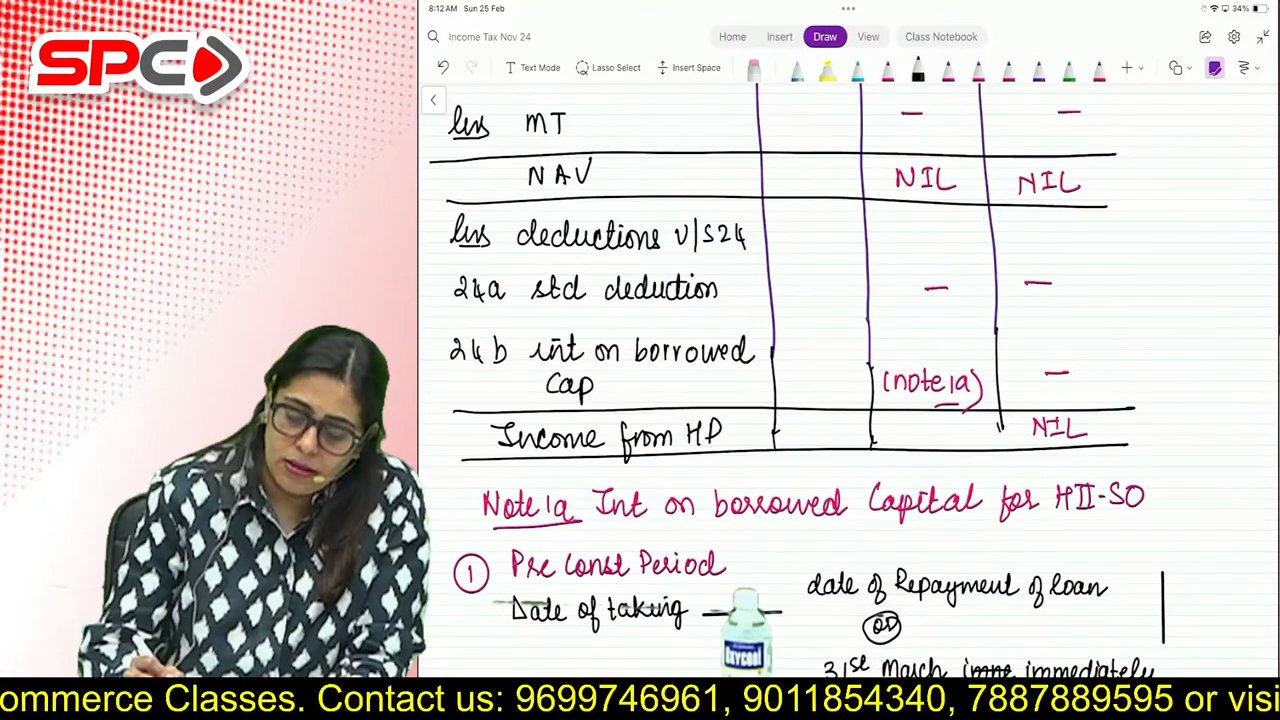 8:12 AM Sun 25 Feb
34%
SPC
Income Tax Nov 24
Home Insert Draw View Class Notebook
Text Mode Lasso Select Insert Space
less MT - -
NAV NIL NIL
less deductions U/S24
24a std deduction - -
24b int on borrowed
Cap (note 1a) -
Income from HP NIL
Note 1a Int on borrowed Capital for HII-SO
1 Pre Const Period
Date of taking
date of Repayment of loan
OR
31st March immediately
Oxycool
ommerce Classes. Contact us: 9699746961, 9011854340, 7887889595 or visi